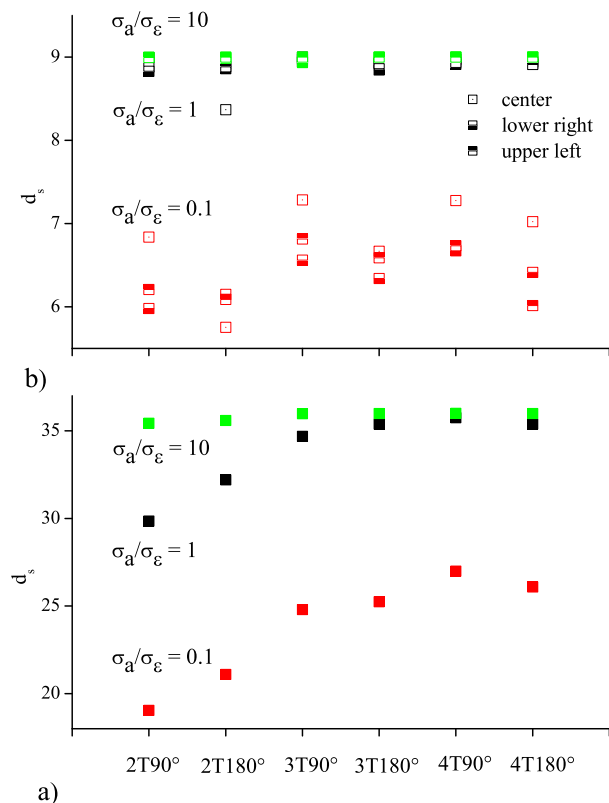 σa/σε = 10
9
σa/σε = 1
center
lower right
upper left
8
ds
σa/σε = 0.1
7
6
b)
35
σa/σε = 10
30
σa/σε = 1
ds
25
σa/σε = 0.1
20
2T90° 2T180° 3T90° 3T180° 4T90° 4T180°
a)